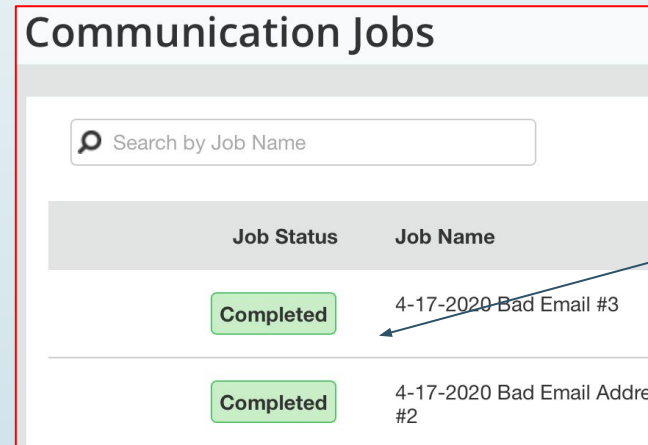 Communication Jobs
Search by Job Name
Job Status Job Name
Completed 4-17-2020 Bad Email #3
Completed 4-17-2020 Bad Email Addre
#2